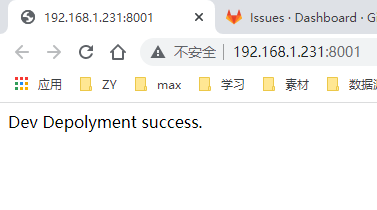 192.168.1.231:8001
Issues · Dashboard · G
不安全 192.168.1.231:8001
应用 ZY max 学习 素材 数据源
Dev Depolyment success.